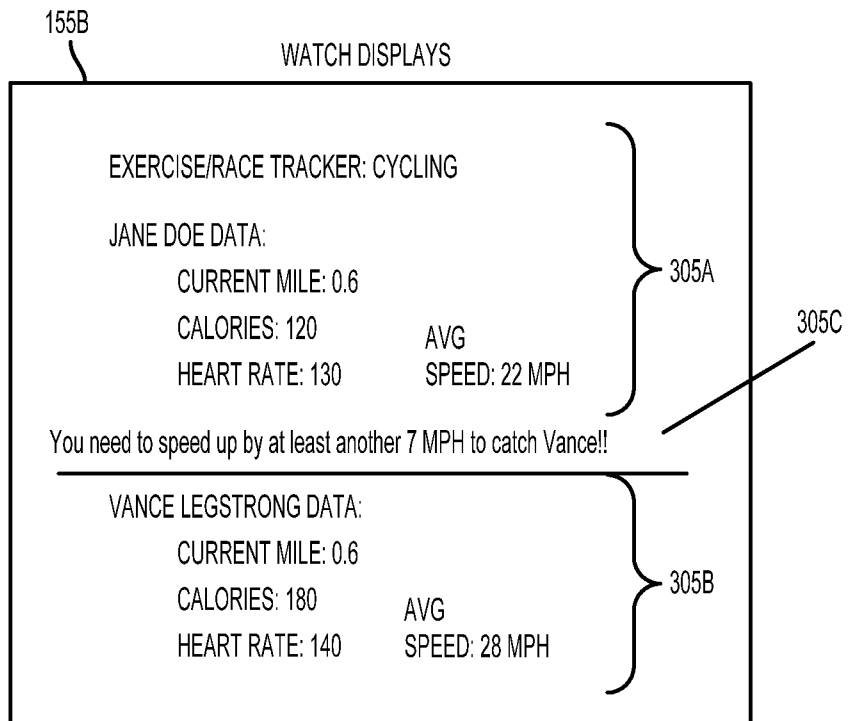 155B
WATCH DISPLAYS
EXERCISE/RACE TRACKER: CYCLING
JANE DOE DATA:
CURRENT MILE: 0.6
305A
CALORIES: 120
AVG
305C
HEART RATE: 130
SPEED: 22 MPH
You need to speed up by at least another 7 MPH to catch Vance!!
VANCE LEGSTRONG DATA:
CURRENT MILE: 0.6
305B
CALORIES: 180
AVG
HEART RATE: 140
SPEED: 28 MPH